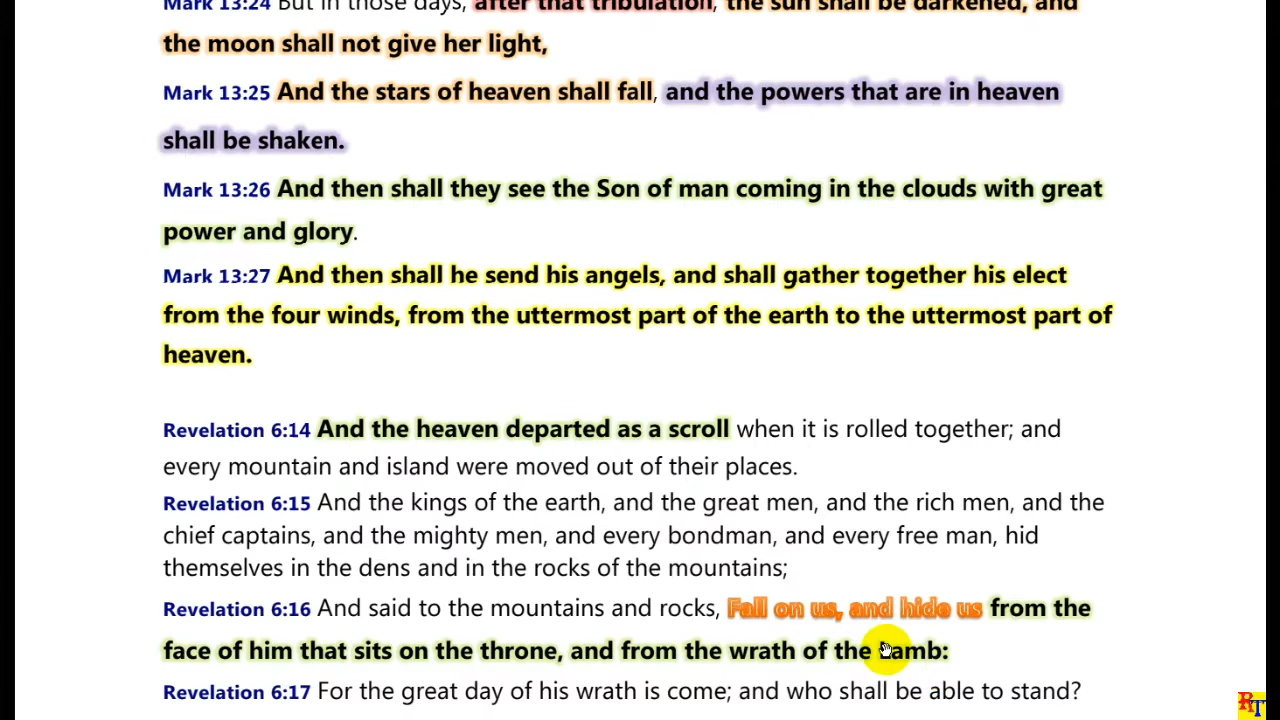 Mark 13:24 But in those days, after that tribulation, the sun shall be darkened, and
the moon shall not give her light,
Mark 13:25 And the stars of heaven shall fall, and the powers that are in heaven
shall be shaken.
Mark 13:26 And then shall they see the Son of man coming in the clouds with great
power and glory.
Mark 13:27 And then shall he send his angels, and shall gather together his elect
from the four winds, from the uttermost part of the earth to the uttermost part of
heaven.
Revelation 6:14 And the heaven departed as a scroll when it is rolled together; and
every mountain and island were moved out of their places.
Revelation 6:15 And the kings of the earth, and the great men, and the rich men, and the
chief captains, and the mighty men, and every bondman, and every free man, hid
themselves in the dens and in the rocks of the mountains;
Revelation 6:16 And said to the mountains and rocks, Fall on us, and hide us from the
face of him that sits on the throne, and from the wrath of the Lamb:
Revelation 6:17 For the great day of his wrath is come; and who shall be able to stand?
RT